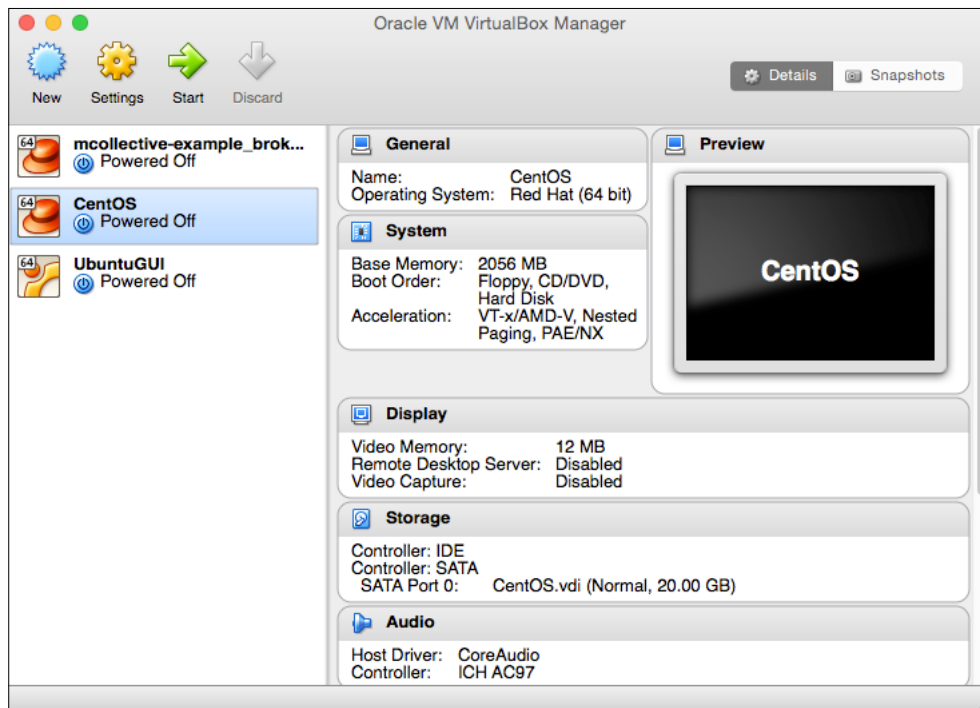 Oracle VM VirtualBox Manager
New Settings Start Discard
Details Snapshots
64 mcollective-example_brok...
Powered Off
64 CentOS
Powered Off
64 UbuntuGUI
Powered Off
General
Name: CentOS
Operating System: Red Hat (64 bit)
System
Base Memory: 2056 MB
Boot Order: Floppy, CD/DVD,
Hard Disk
Acceleration: VT-x/AMD-V, Nested
Paging, PAE/NX
Preview
CentOS
Display
Video Memory: 12 MB
Remote Desktop Server: Disabled
Video Capture: Disabled
Storage
Controller: IDE
Controller: SATA
SATA Port 0: CentOS.vdi (Normal, 20.00 GB)
Audio
Host Driver: CoreAudio
Controller: ICH AC97